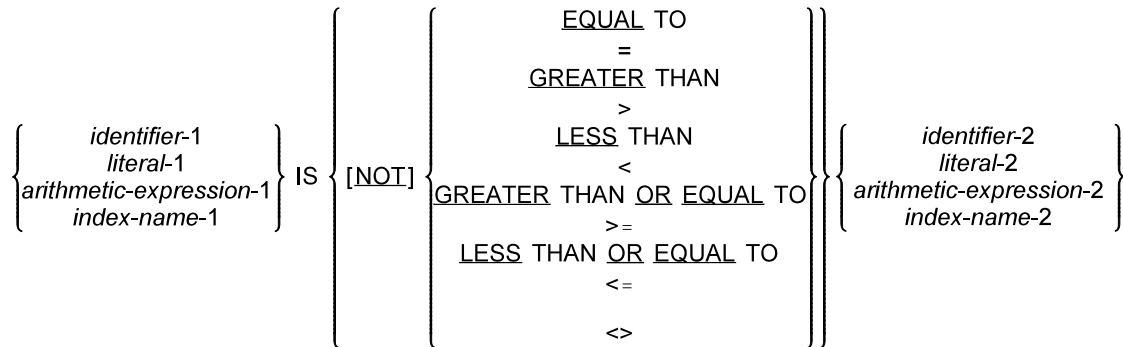 EQUAL TO
=
GREATER THAN
>
identifier-1
literal-1
arithmetic-expression-1
index-name-1
IS
[NOT]
LESS THAN
<
GREATER THAN OR EQUAL TO
>=
LESS THAN OR EQUAL TO
<=
<>
identifier-2
literal-2
arithmetic-expression-2
index-name-2